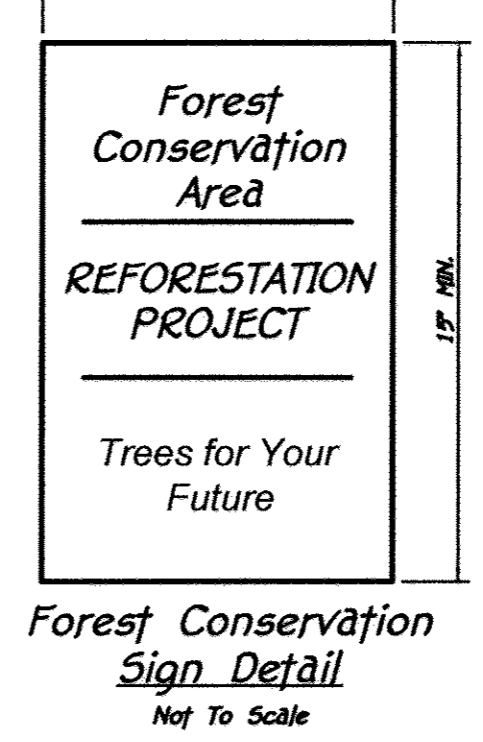 Forest
Conservation
Area
REFORESTATION
PROJECT
Trees for Your
Future
15" MIN.
Forest Conservation
Sign Detail
Not To Scale